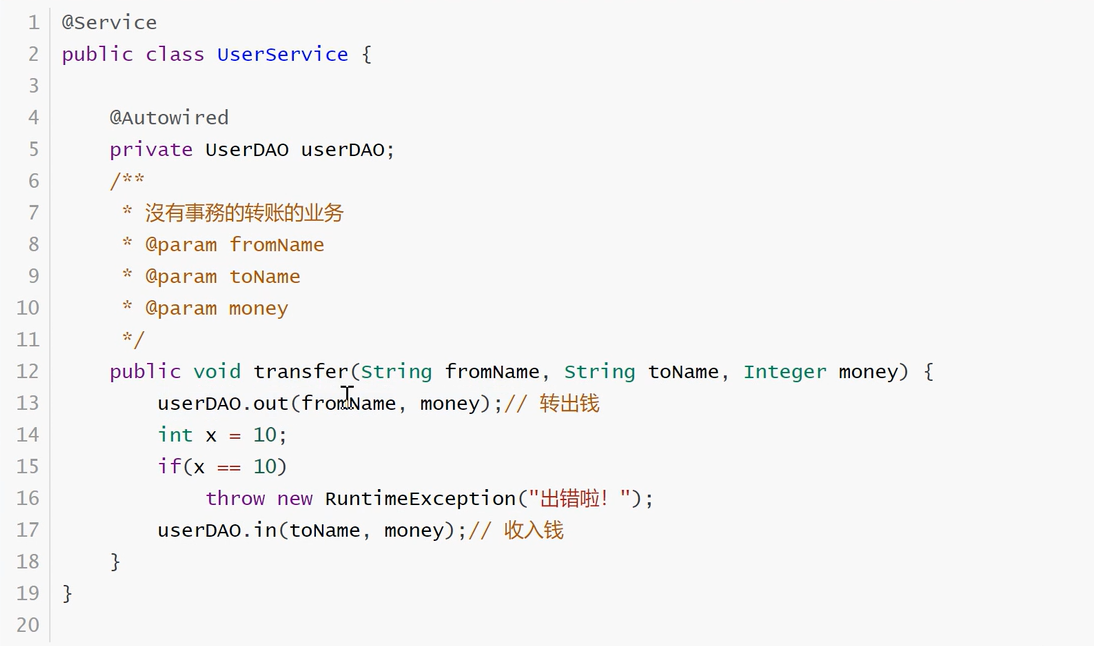 1 @Service
2 public class UserService {
3
4 @Autowired
5 private UserDAO userDAO;
6 /**
7 * 沒有事務的转账的业务
8 * @param fromName
9 * @param toName
10 * @param money
11 */
12 public void transfer(String fromName, String toName, Integer money) {
13 userDAO.out(fromName, money);// 转出钱
14 int x = 10;
15 if(x == 10)
16 throw new RuntimeException("出错啦！");
17 userDAO.in(toName, money);// 收入钱
18 }
19 }
20